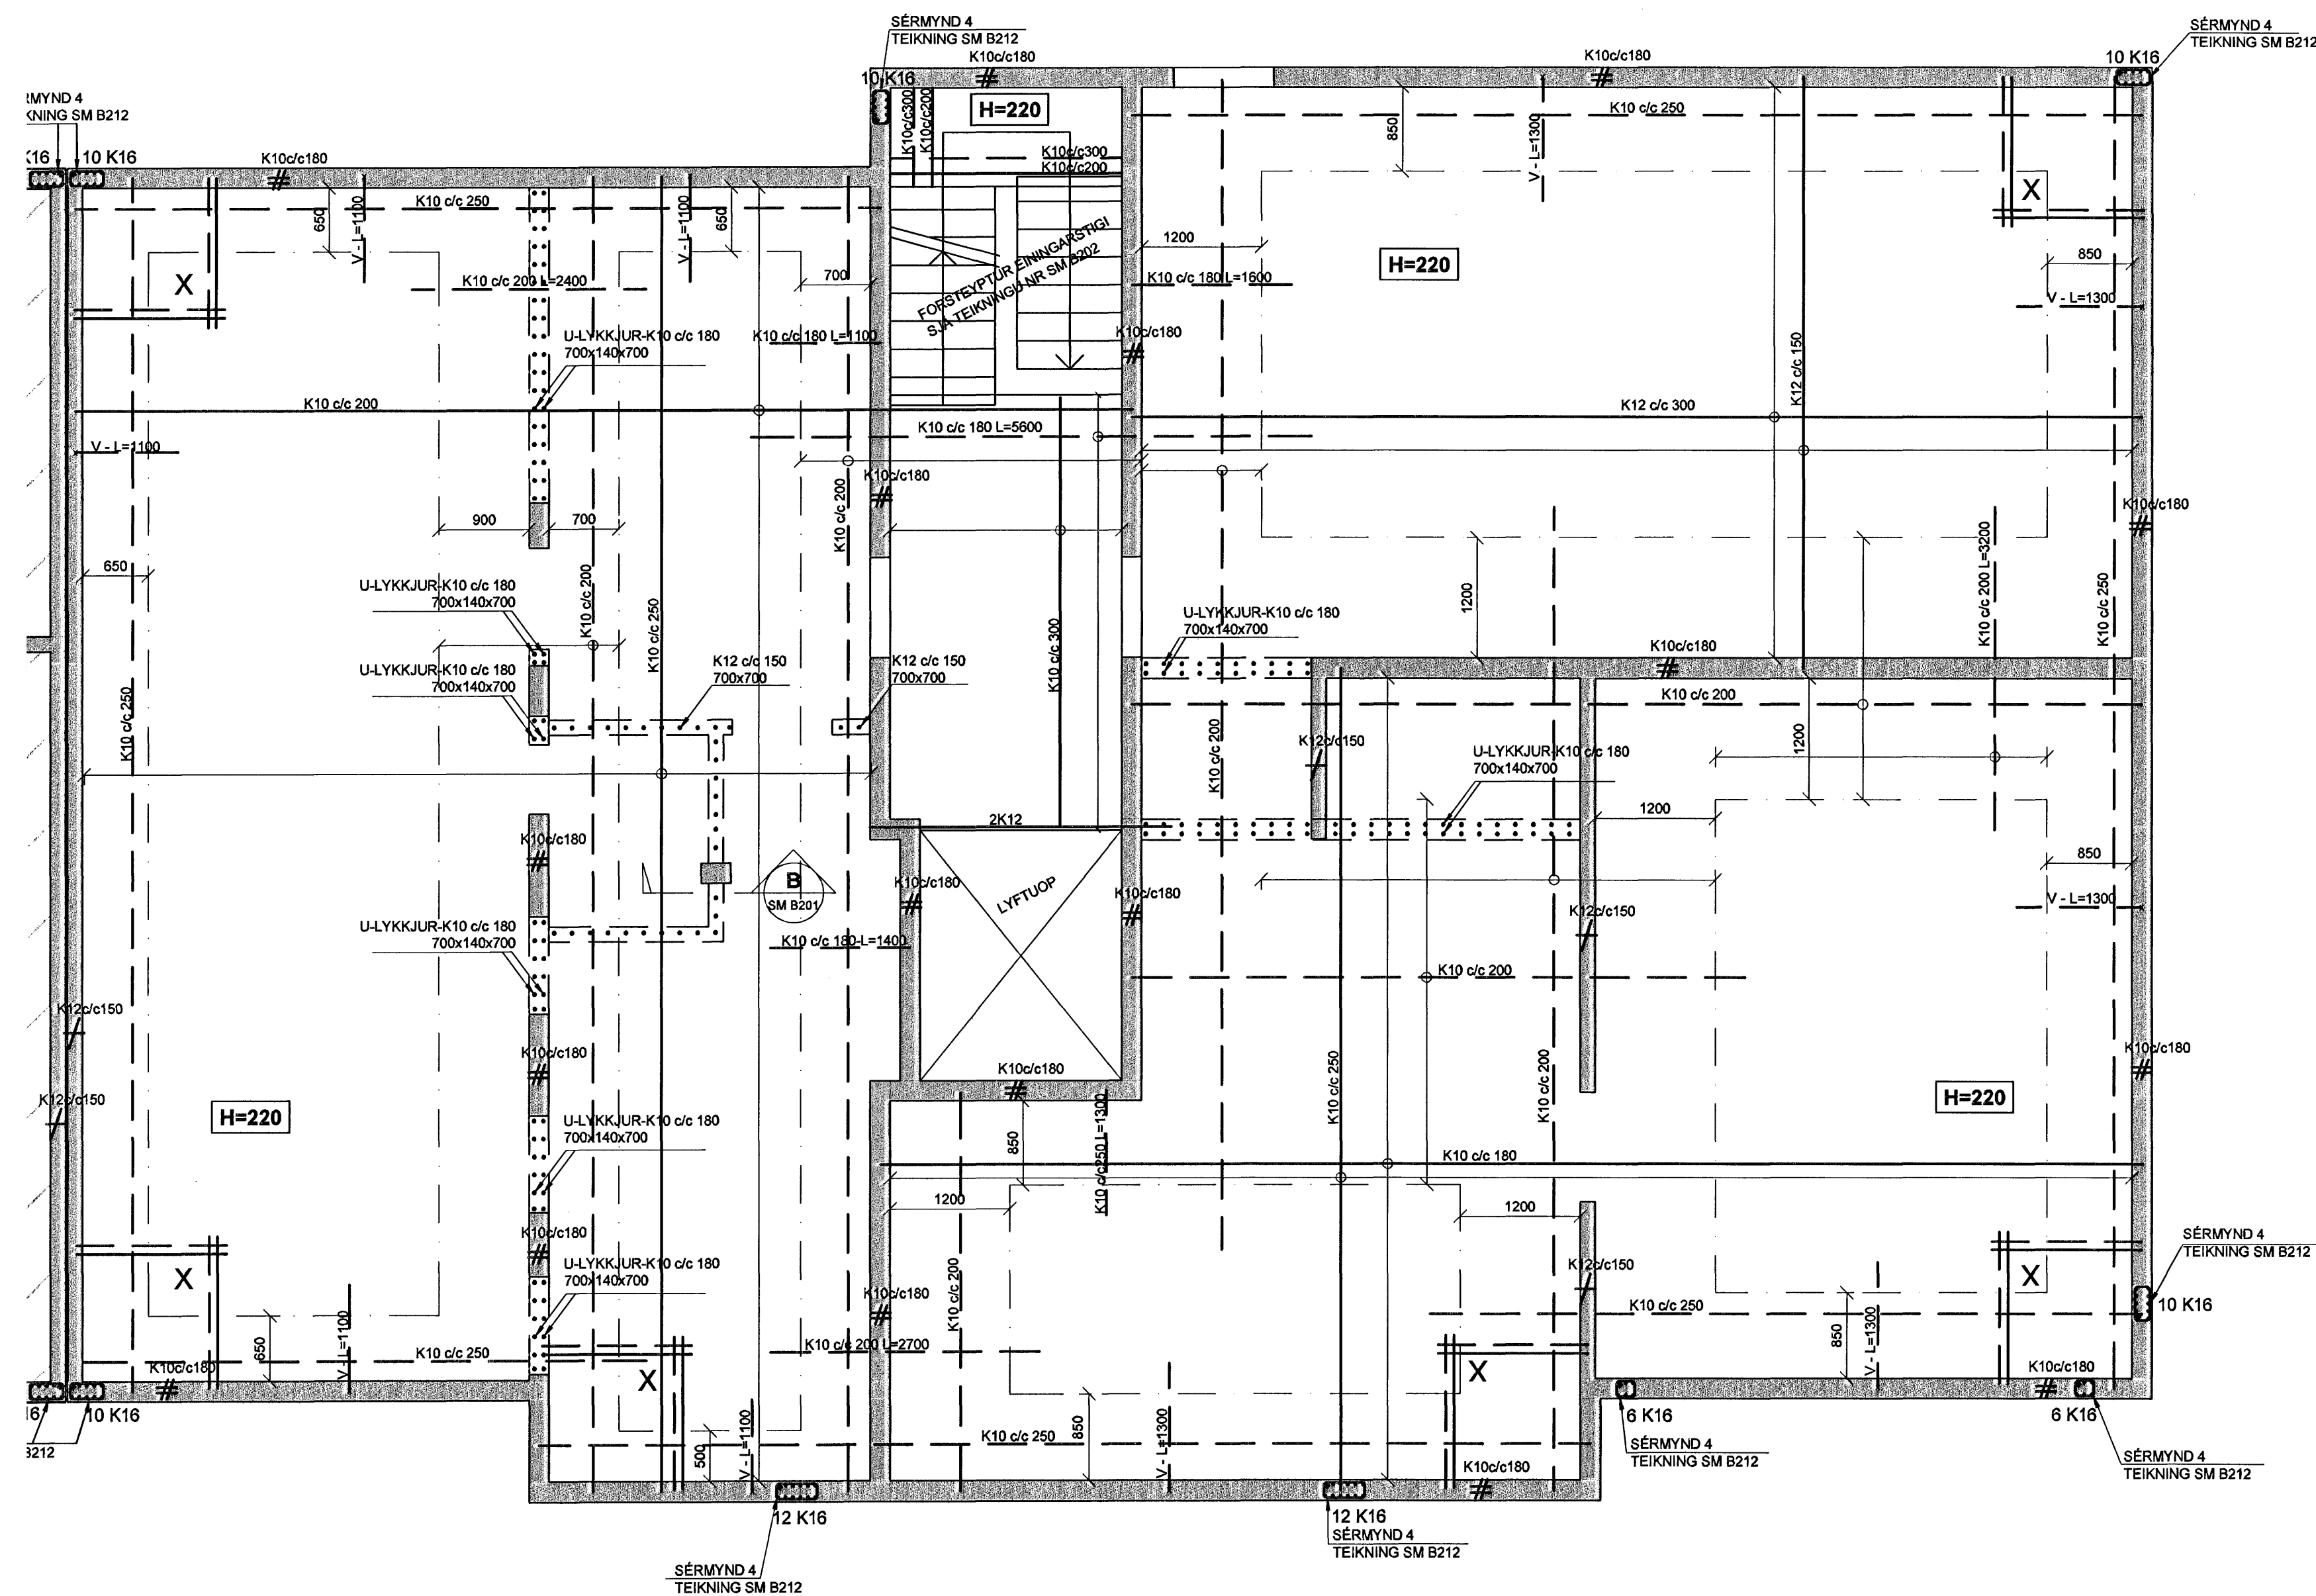 SÉRMYND 4
TEIKNING SM B212
SÉRMYND 4
TEIKNING SM B212
K10c/c180
K10c/c180
10 K16
10 K16
MYND 4
KNING SM B212
K16
10 K16
K10c/c180
H=220
K10c/c300
K10c/c200
K10c/c300
K10c/c200
K10 c/c 250
850
V - L=1300
X
K10 c/c 250
650
V - L=1100
V - L=1100
650
1200
H=220
850
X
K10 c/c 200 L=2400
700
FORSTEYPTUR EININGARSTIGI
SJÁ TEIKNINGU NR SM B202
K10 c/c 180 L=1600
V - L=1300
U-LYKKJUR-K10 c/c 180
700x140x700
K10 c/c 180 L=1100
K10c/c180
K12 c/c 150
K10 c/c 200
K12 c/c 300
V - L=1100
K10 c/c 180 L=5600
K10c/c180
K10 c/c 200
K10c/c180
900
700
650
K10 c/c 200
K10 c/c 250
K10 c/c 300
1200
K10 c/c 200 L=3200
K10 c/c 250
U-LYKKJUR-K10 c/c 180
700x140x700
U-LYKKJUR-K10 c/c 180
700x140x700
K10c/c180
U-LYKKJUR-K10 c/c 180
700x140x700
K12 c/c 150
700x700
K12 c/c 150
700x700
K10 c/c 200
K10 c/c 250
K10 c/c 200
K12c/c150
U-LYKKJUR-K10 c/c 180
700x140x700
1200
2K12
1200
K10c/c180
850
B
SM B201
K10c/c180
LYFTUOP
K10c/c180
V - L=1300
K12c/c150
U-LYKKJUR-K10 c/c 180
700x140x700
K10 c/c 180-L=1400
K10 c/c 200
K12c/c150
K10c/c180
K10c/c180
K10c/c180
K12c/c150
H=220
K10 c/c 250
K10 c/c 200
H=220
U-LYKKJUR-K10 c/c 180
700x140x700
850
K10 c/c250 L=1300
K10 c/c 180
1200
1200
K10c/c180
SÉRMYND 4
TEIKNING SM B212
U-LYKKJUR-K10 c/c 180
700x140x700
X
K12c/c150
X
K10c/c180
K10 c/c 200
K10 c/c 250
10 K16
650
V - L=1100
850
V - L=1300
K10 c/c 250
K10 c/c 200 L=2700
K10c/c180
X
X
K10c/c180
16
10 K16
B212
6 K16
6 K16
500
V - L=1100
K10 c/c 250
850
V - L=1300
K10c/c180
SÉRMYND 4
TEIKNING SM B212
SÉRMYND 4
TEIKNING SM B212
12 K16
12 K16
SÉRMYND 4
TEIKNING SM B212
SÉRMYND 4
TEIKNING SM B212